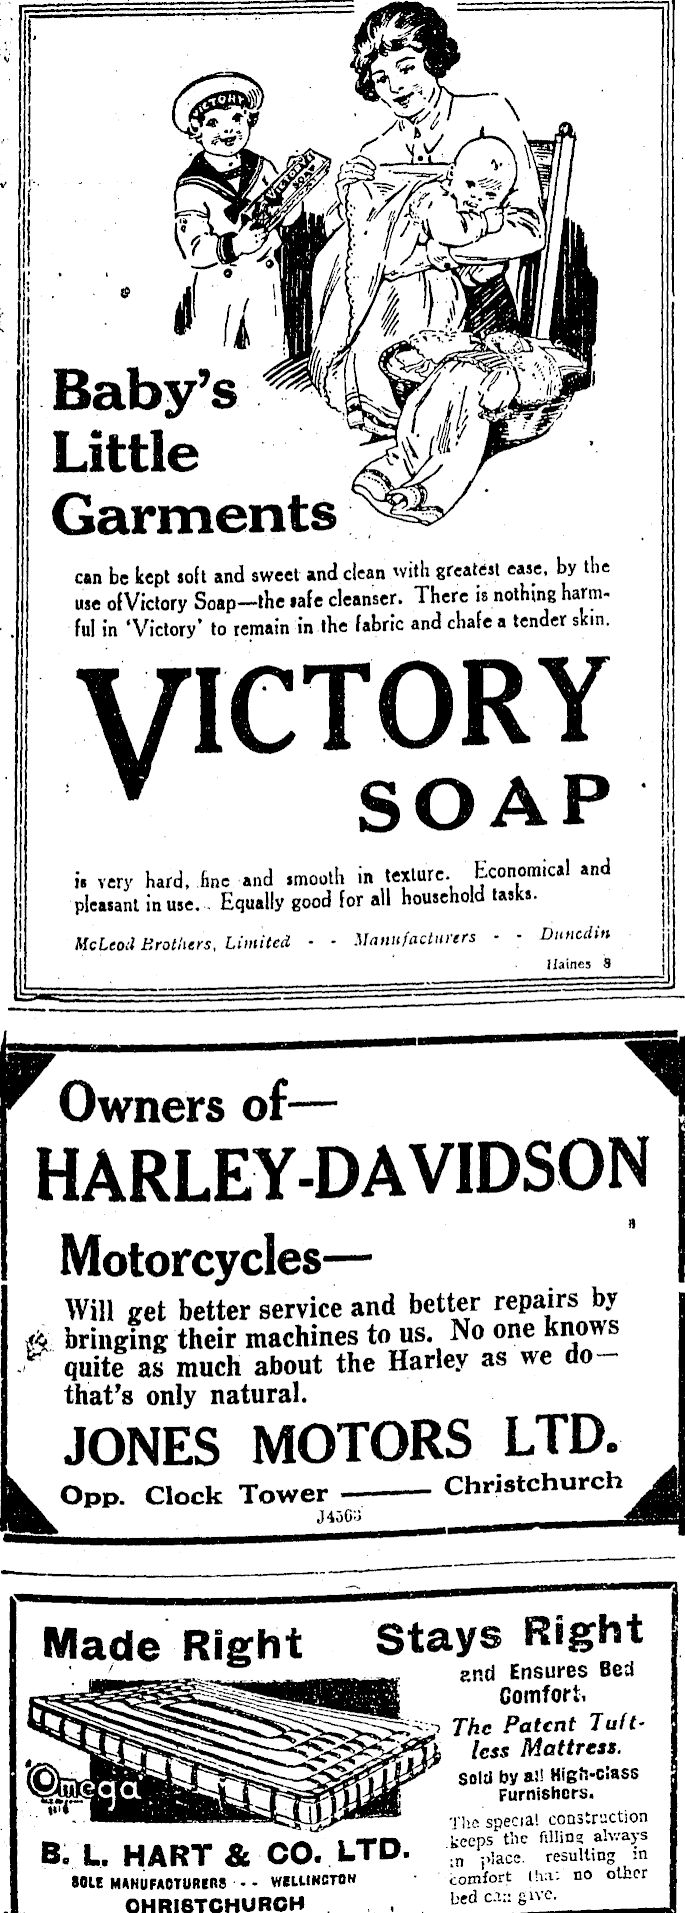 VICTORY
VICTORY
SOAP
Baby's
Little
Garments
can be kept soft and sweet and clean with greatest ease, by the
use of Victory Soap—the safe cleanser. There is nothing harm-
ful in 'Victory' to remain in the fabric and chafe a tender skin.
VICTORY
SOAP
is very hard, fine and smooth in texture. Economical and
pleasant in use. Equally good for all household tasks.
McLeod Brothers, Limited - - Manufacturers - - Dunedin
Haines 8
Owners of—
HARLEY-DAVIDSON
Motorcycles—
Will get better service and better repairs by
bringing their machines to us. No one knows
quite as much about the Harley as we do—
that's only natural.
JONES MOTORS LTD.
Opp. Clock Tower ——— Christchurch
J4563
Made Right Stays Right
and Ensures Bed
Comfort.
The Patent Tuft-
less Mattress.
Sold by all High-class
Furnishers.
The special construction
keeps the filling always
in place, resulting in
comfort that no other
bed can give.
Omega
B. L. HART & CO. LTD.
SOLE MANUFACTURERS - - WELLINGTON
CHRISTCHURCH